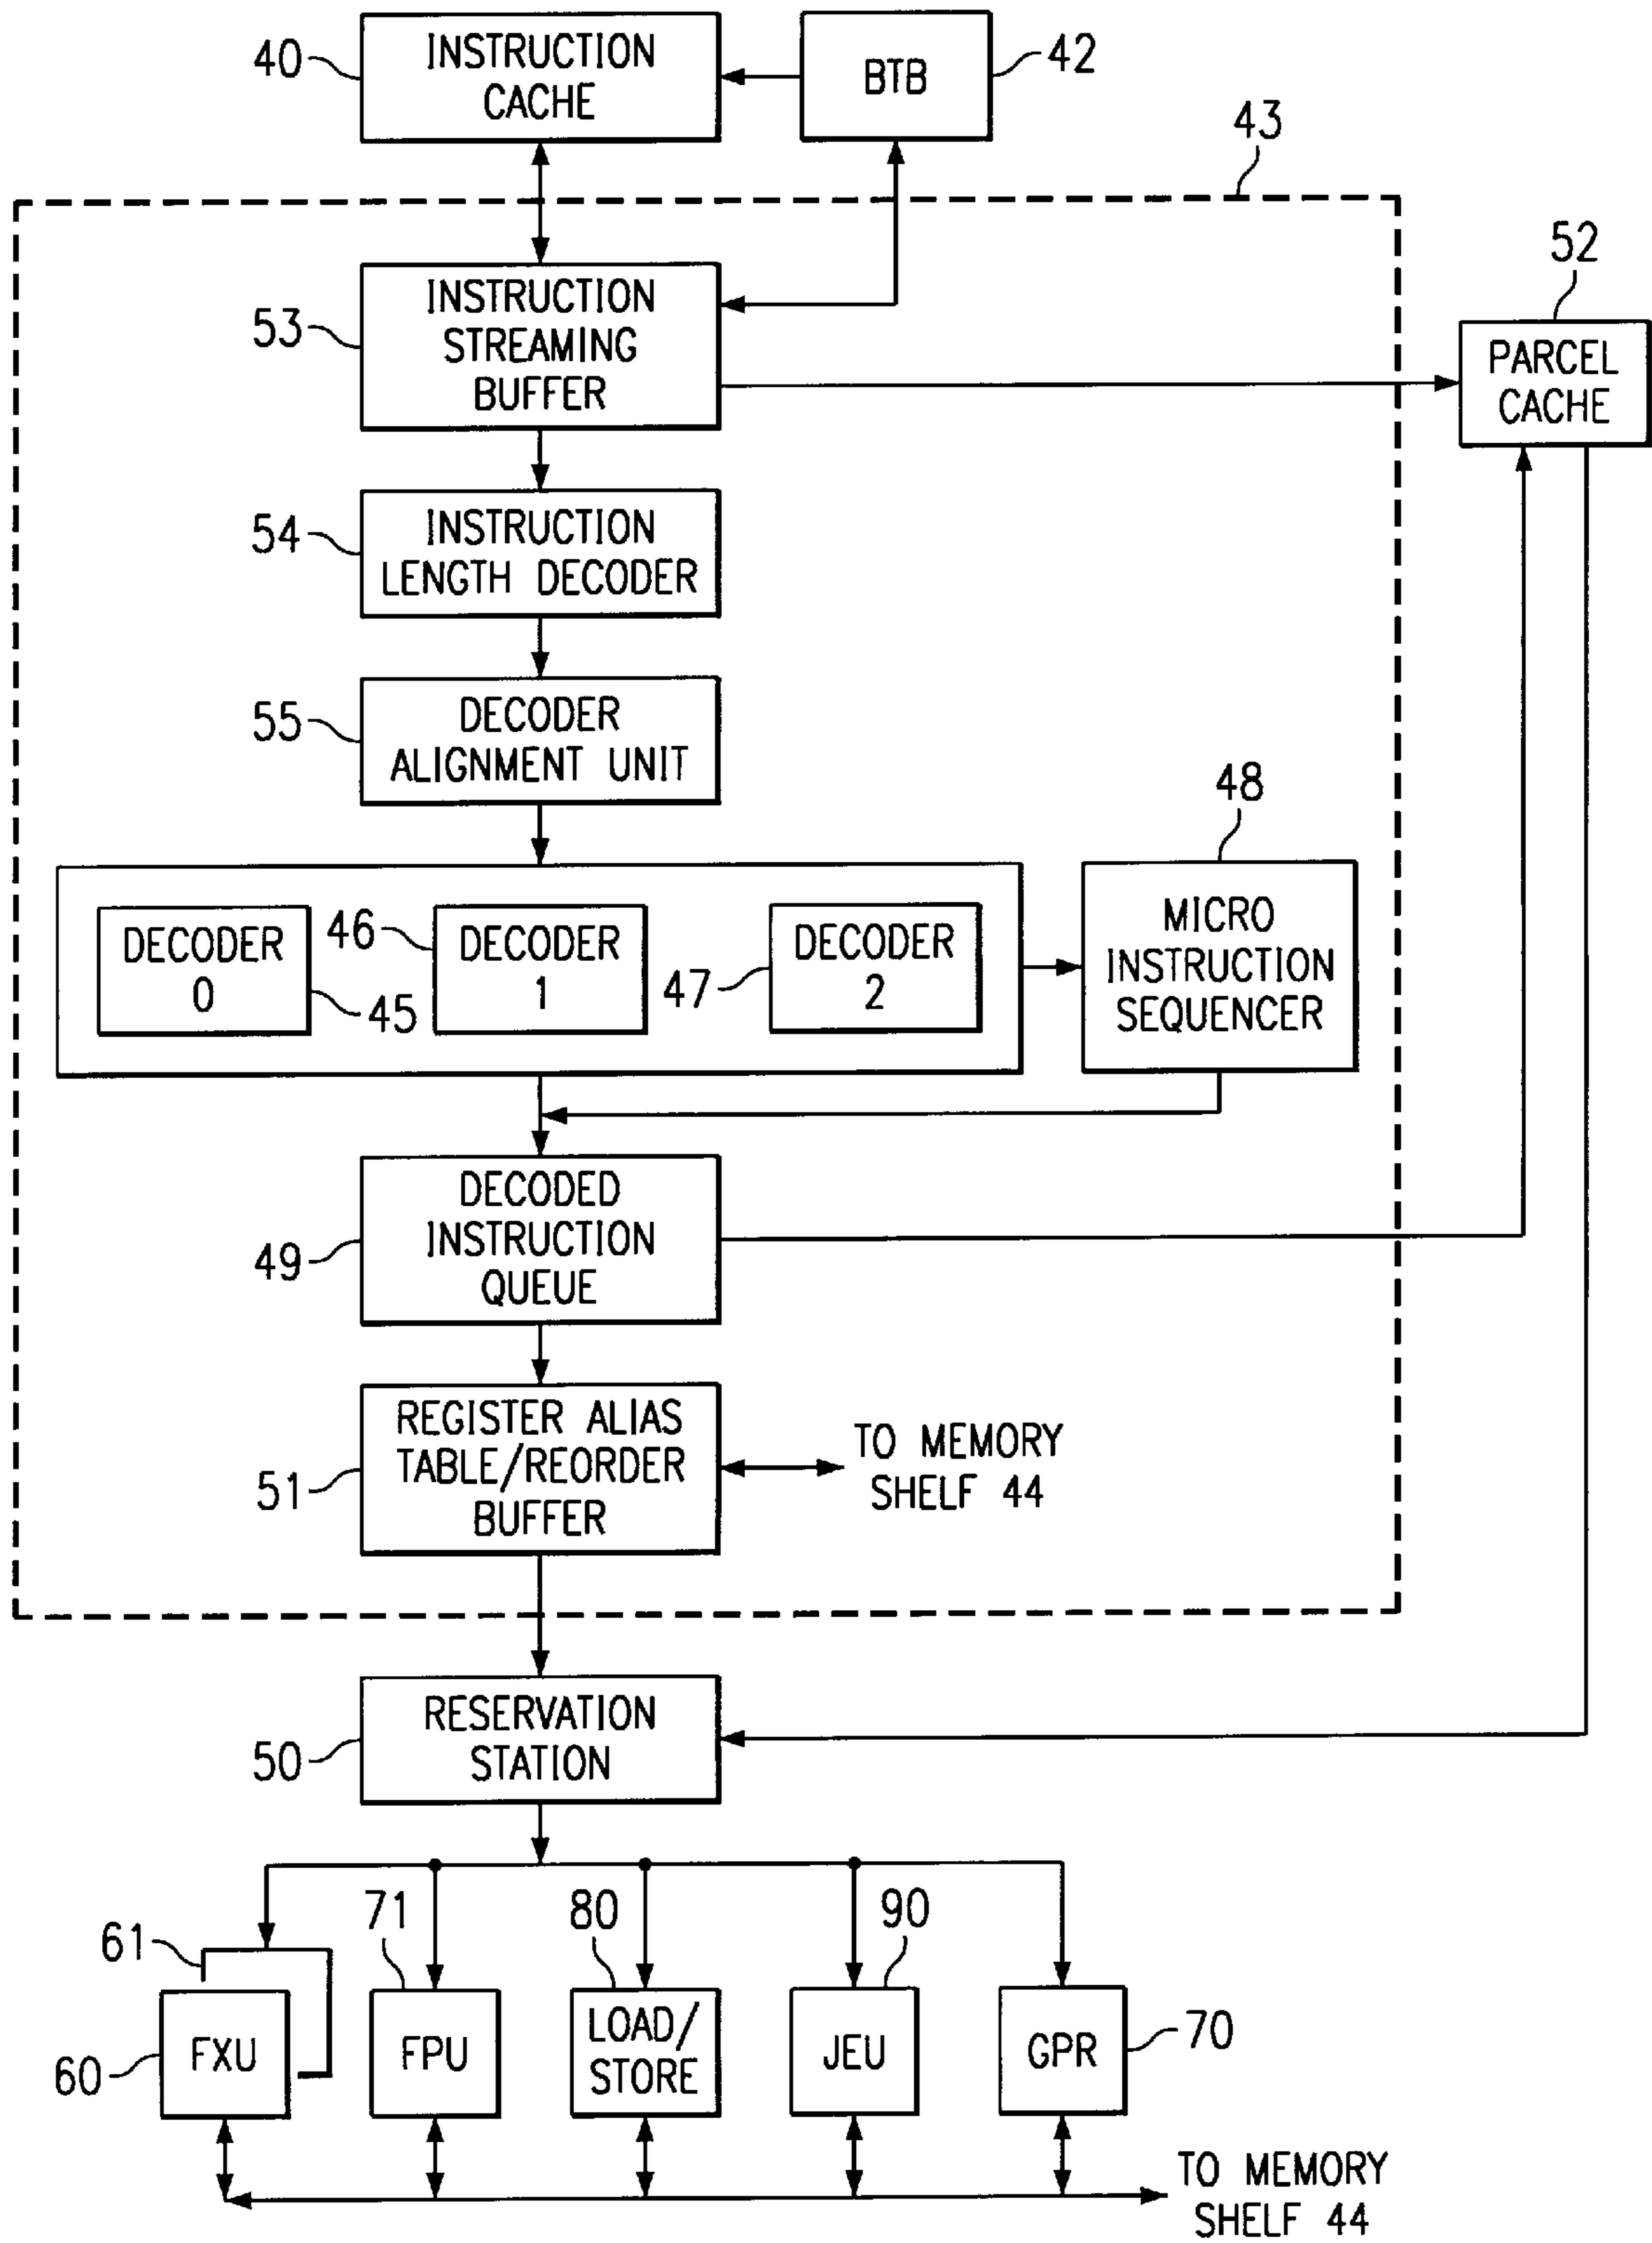 40
INSTRUCTION
CACHE
BTB
42
43
53
INSTRUCTION
STREAMING
BUFFER
52
PARCEL
CACHE
54
INSTRUCTION
LENGTH DECODER
55
DECODER
ALIGNMENT UNIT
48
DECODER
0
45
46
DECODER
1
47
DECODER
2
MICRO
INSTRUCTION
SEQUENCER
49
DECODED
INSTRUCTION
QUEUE
51
REGISTER ALIAS
TABLE/REORDER
BUFFER
TO MEMORY
SHELF 44
50
RESERVATION
STATION
61
71
80
90
60
FXU
FPU
LOAD/
STORE
JEU
GPR
70
TO MEMORY
SHELF 44